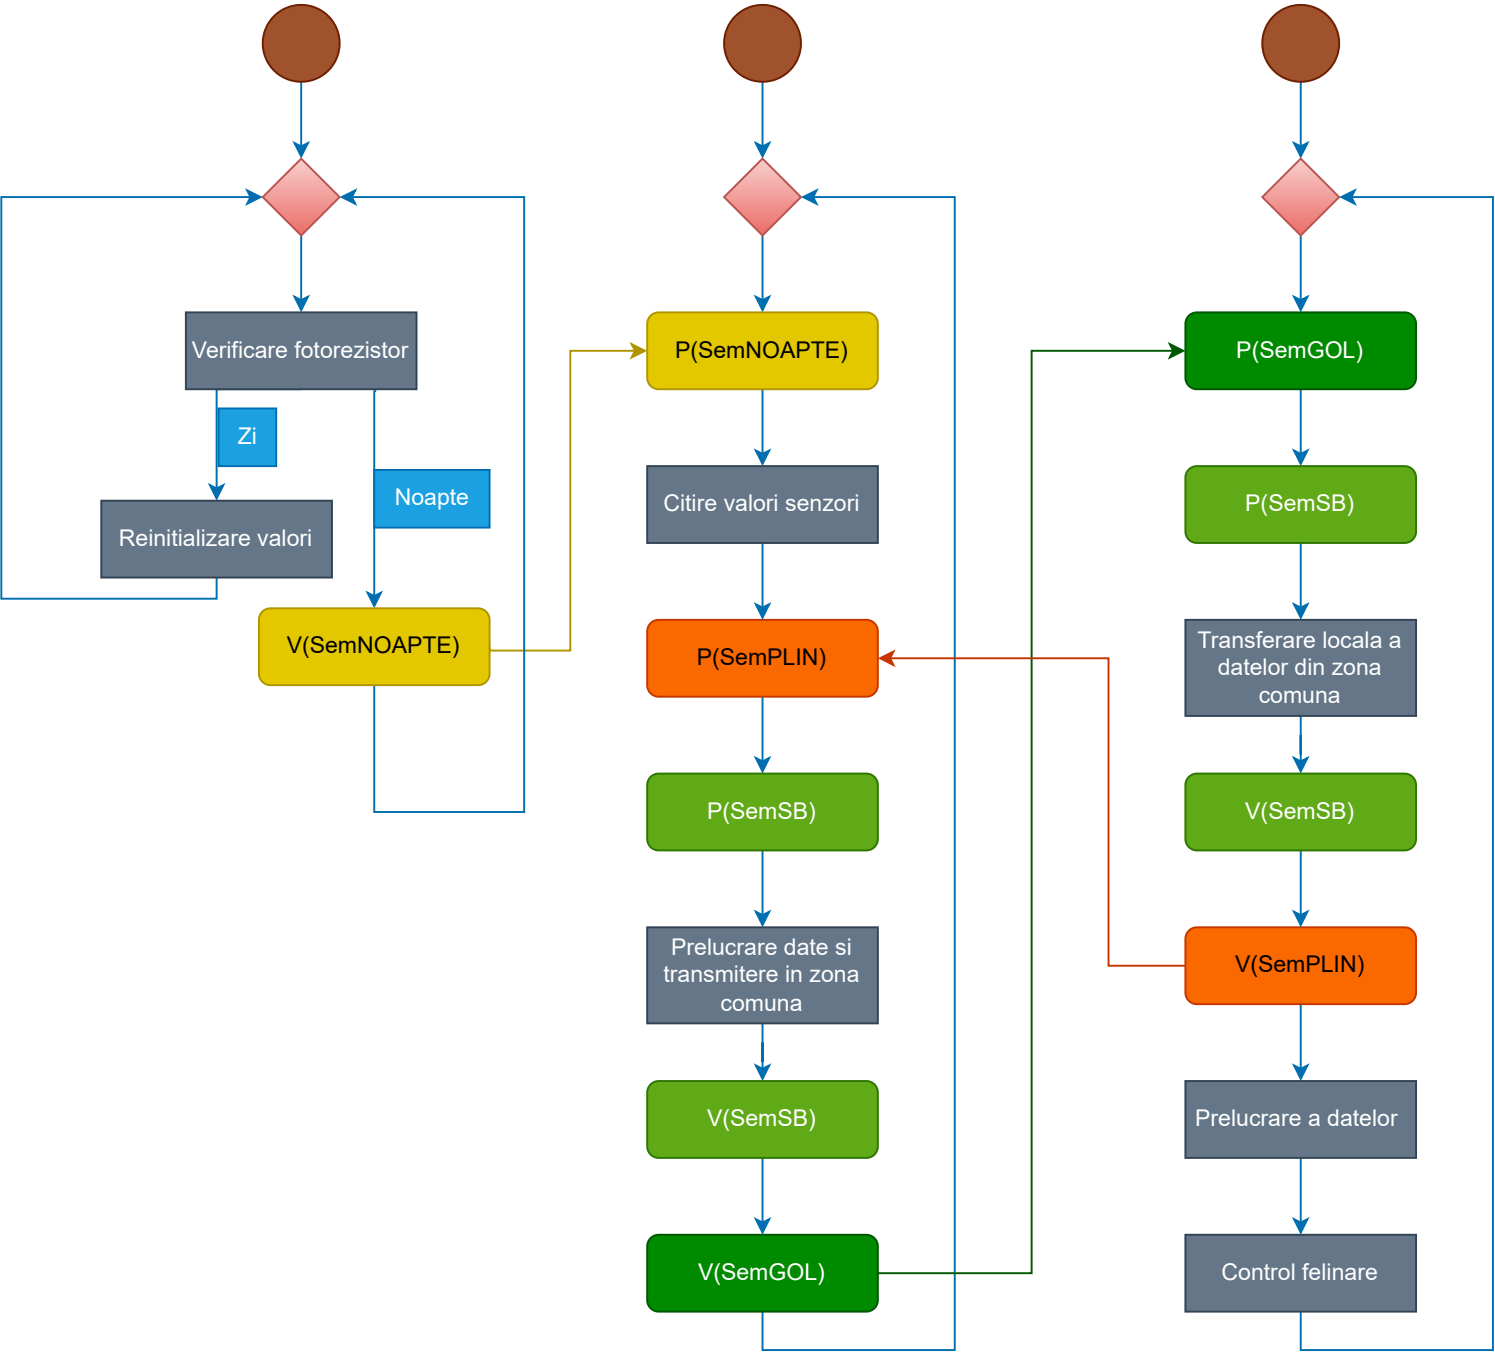 Verificare fotorezistor
Zi
Noapte
Reinitializare valori
V(SemNOAPTE)
P(SemNOAPTE)
Citire valori senzori
P(SemPLIN)
P(SemSB)
Prelucrare date si
transmitere in zona
comuna
V(SemSB)
V(SemGOL)
P(SemGOL)
P(SemSB)
Transferare locala a
datelor din zona
comuna
V(SemSB)
V(SemPLIN)
Prelucrare a datelor
Control felinare